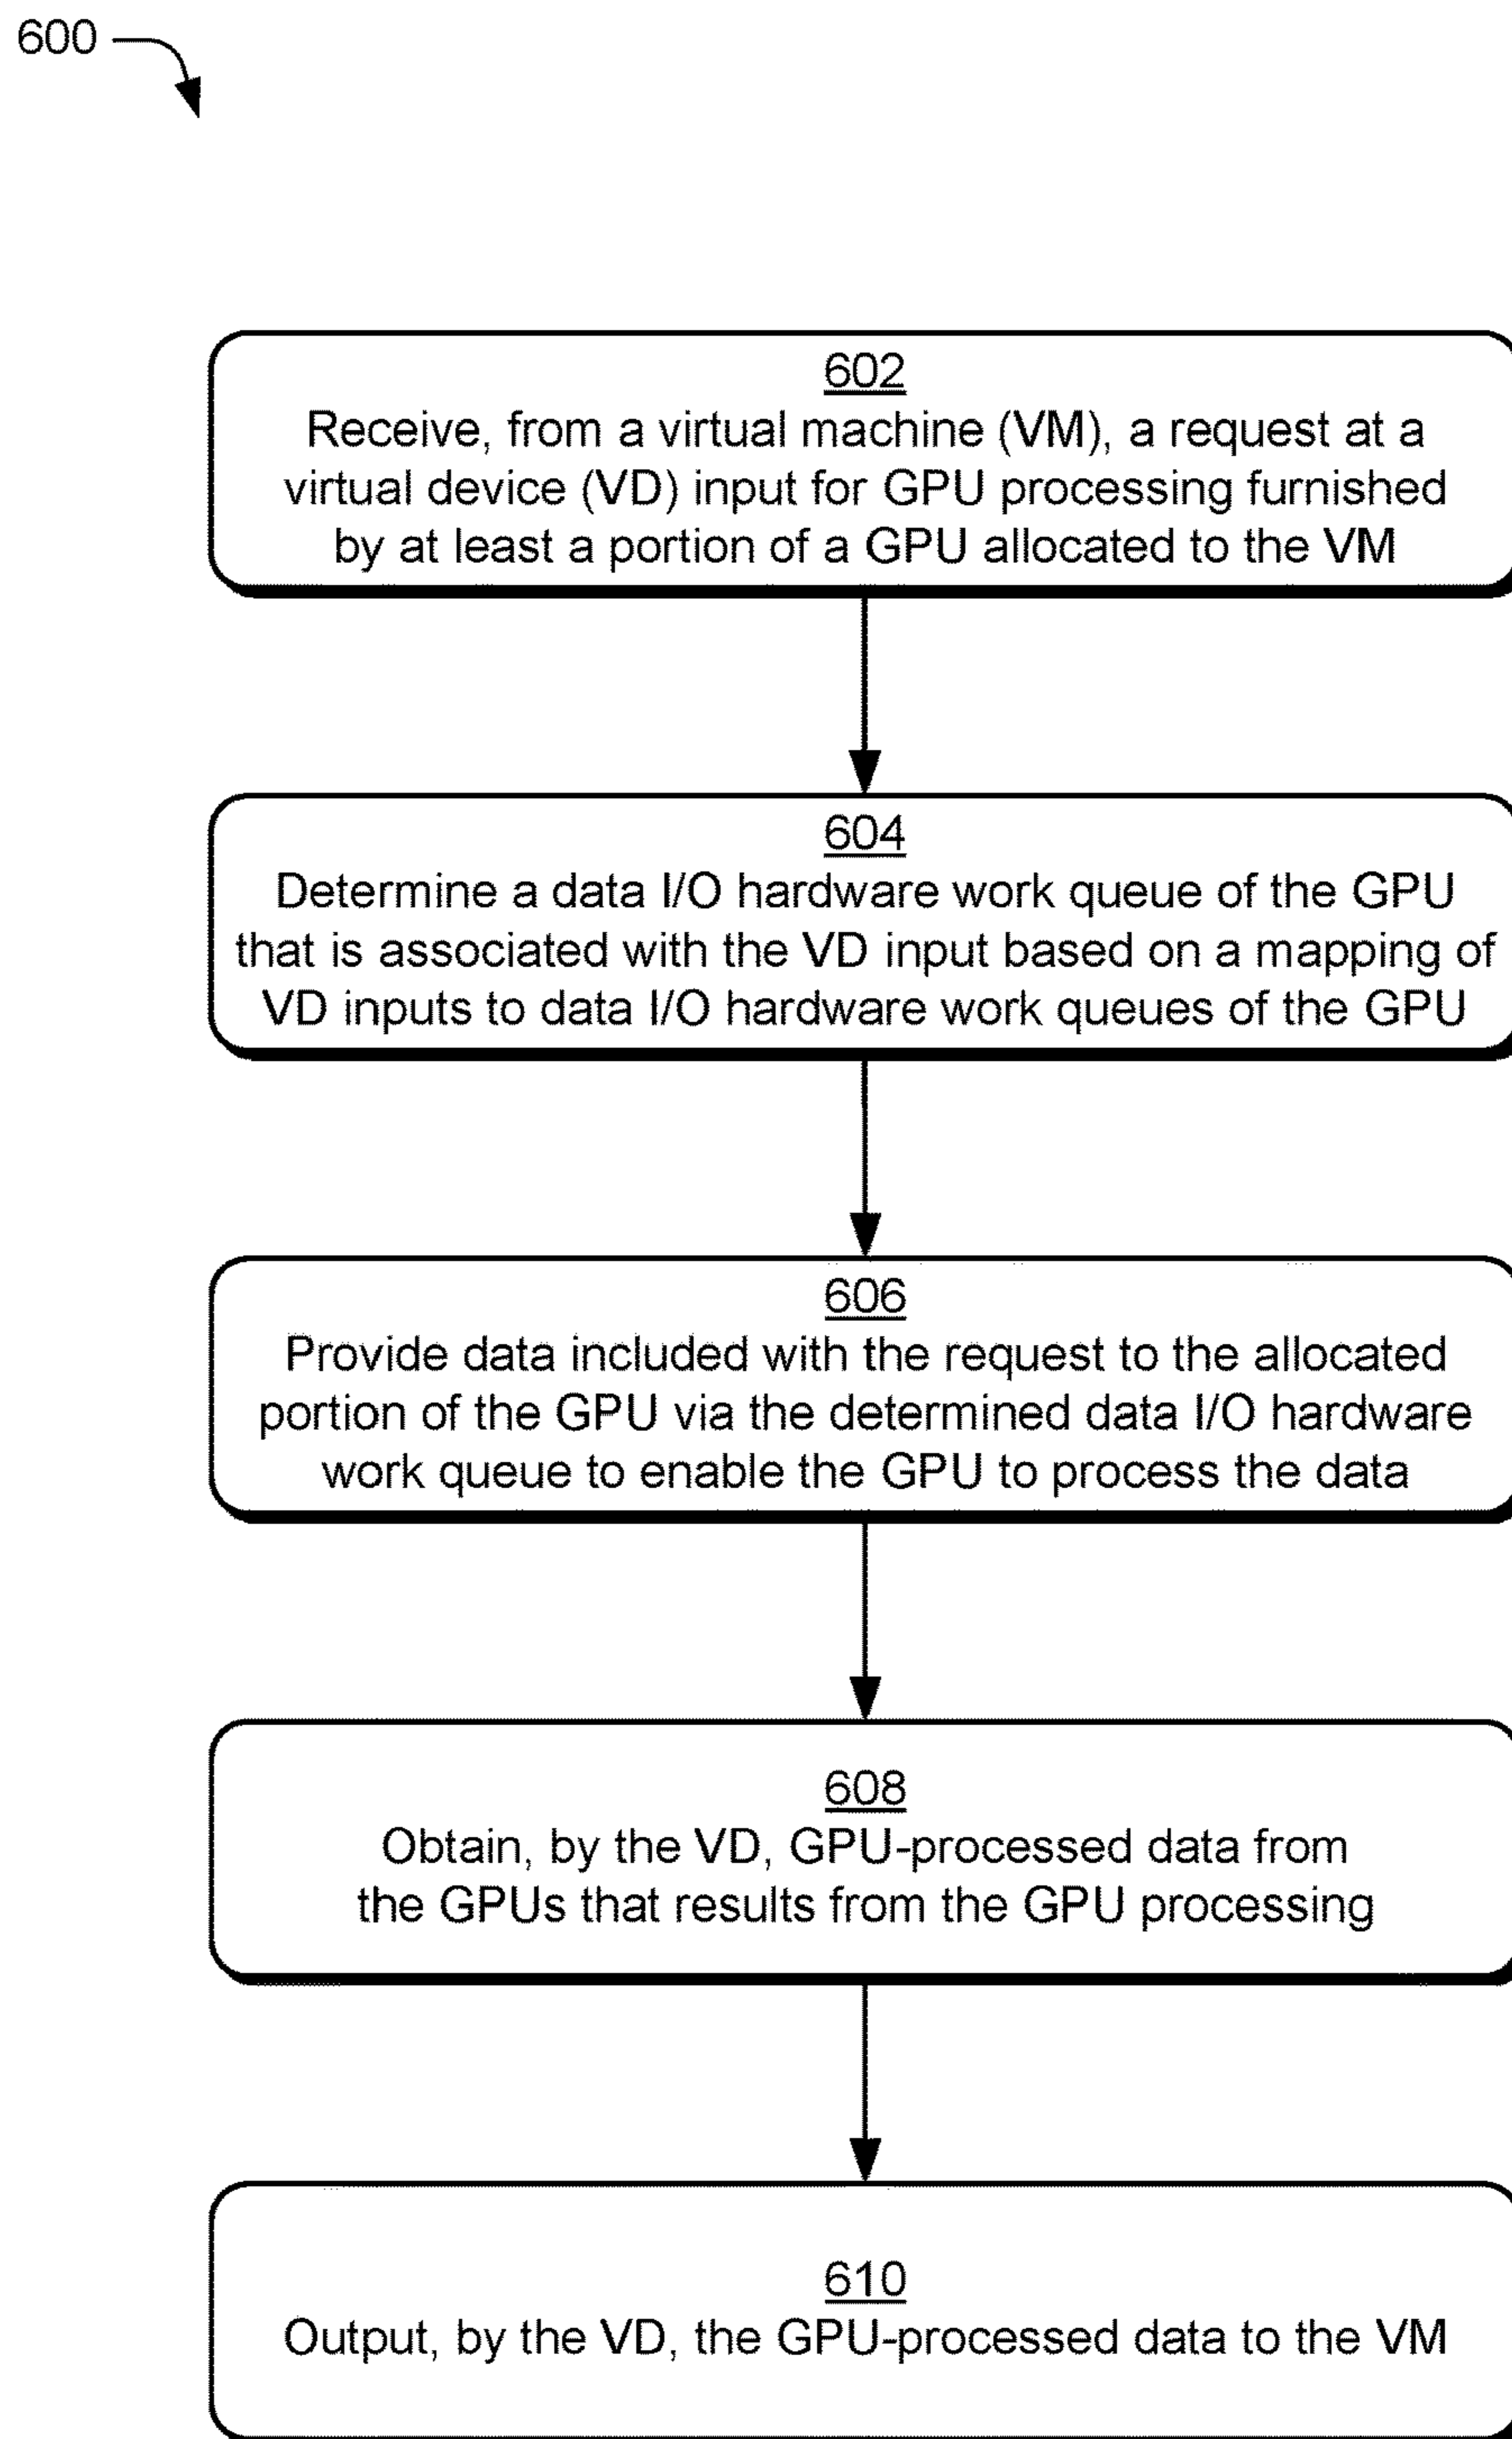 600
602
Receive, from a virtual machine (VM), a request at a
virtual device (VD) input for GPU processing furnished
by at least a portion of a GPU allocated to the VM
604
Determine a data I/O hardware work queue of the GPU
that is associated with the VD input based on a mapping of
VD inputs to data I/O hardware work queues of the GPU
606
Provide data included with the request to the allocated
portion of the GPU via the determined data I/O hardware
work queue to enable the GPU to process the data
608
Obtain, by the VD, GPU-processed data from
the GPUs that results from the GPU processing
610
Output, by the VD, the GPU-processed data to the VM